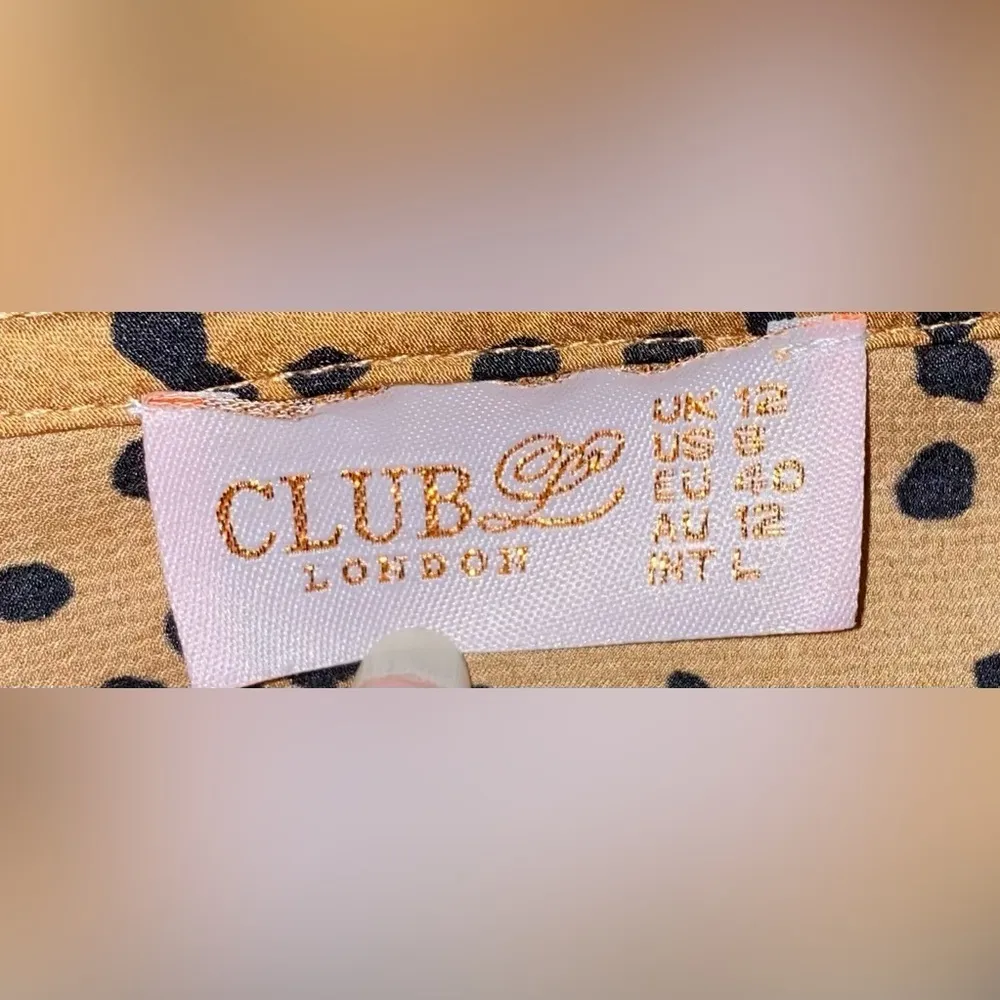 CLUB L
LONDON
UK 12
US 8
EU 40
AU 12
INT L